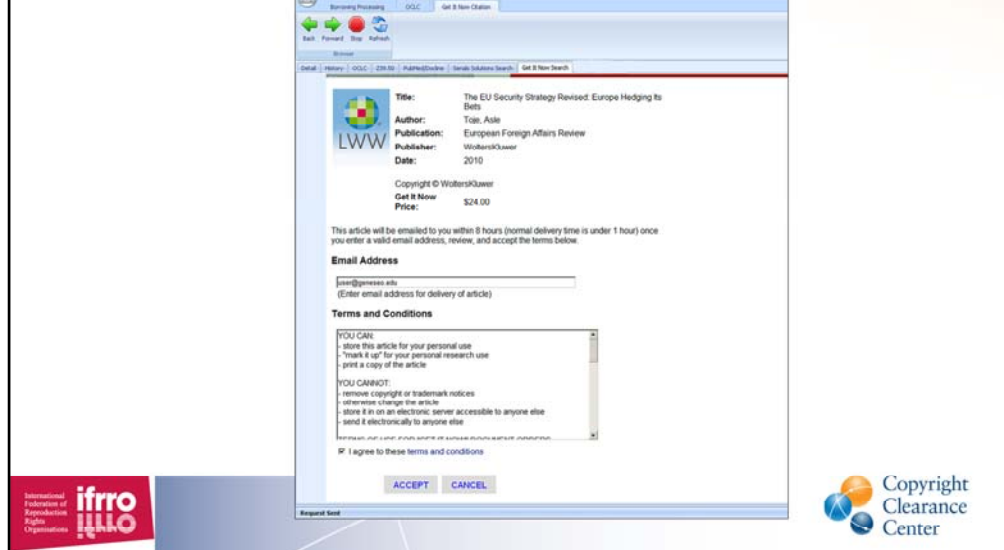 Borrowing Processing OCLC Get It Now Citation
Back Forward Stop Refresh
Browser
Detail History OCLC Z39.50 PubMed/Docline Serials Solutions Search Get It Now Search
LWW
Title: The EU Security Strategy Revised: Europe Hedging Its
Bets
Author: Toje, Asle
Publication: European Foreign Affairs Review
Publisher: WoltersKluwer
Date: 2010
Copyright © WoltersKluwer
Get It Now
Price: $24.00
This article will be emailed to you within 8 hours (normal delivery time is under 1 hour) once
you enter a valid email address, review, and accept the terms below.
Email Address
user@geneseo.edu
(Enter email address for delivery of article)
Terms and Conditions
YOU CAN:
- store this article for your personal use
- "mark it up" for your personal research use
- print a copy of the article
YOU CANNOT:
- remove copyright or trademark notices
- otherwise change the article
- store it in on an electronic server accessible to anyone else
- send it electronically to anyone else
I agree to these terms and conditions
ACCEPT CANCEL
Request Sent
International
Federation of
Reproduction
Rights
Organisations
ifrro
Copyright
Clearance
Center